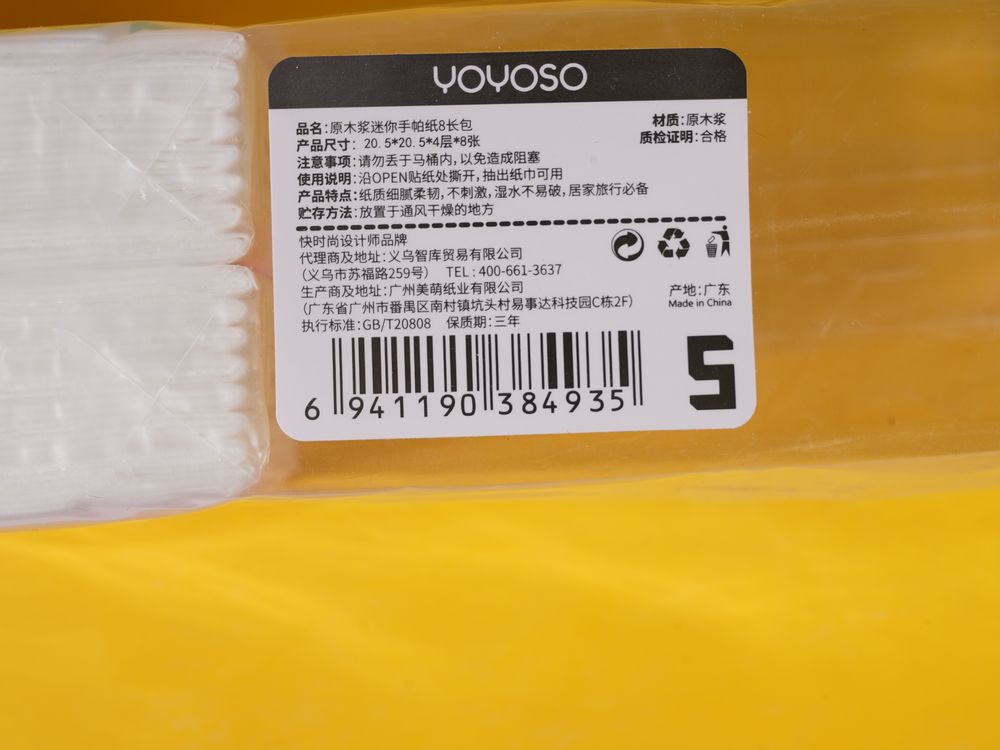 YOYOSO
品名：原木浆迷你手帕纸8长包
材质：原木浆
产品尺寸： 20.5*20.5*4层*8张
质检证明：合格
注意事项：请勿丢于马桶内，以免造成阻塞
使用说明：沿OPEN贴纸处撕开，抽出纸巾可用
产品特点：纸质细腻柔韧，不刺激，湿水不易破，居家旅行必备
贮存方法：放置于通风干燥的地方
快时尚设计师品牌
代理商及地址：义乌智库贸易有限公司
（义乌市苏福路259号） TEL：400-661-3637
生产商及地址：广州美萌纸业有限公司
（广东省广州市番禺区南村镇坑头村易事达科技园C栋2F）
执行标准：GB/T20808 保质期：三年
产地：广东
Made in China
6 941190 384935
5